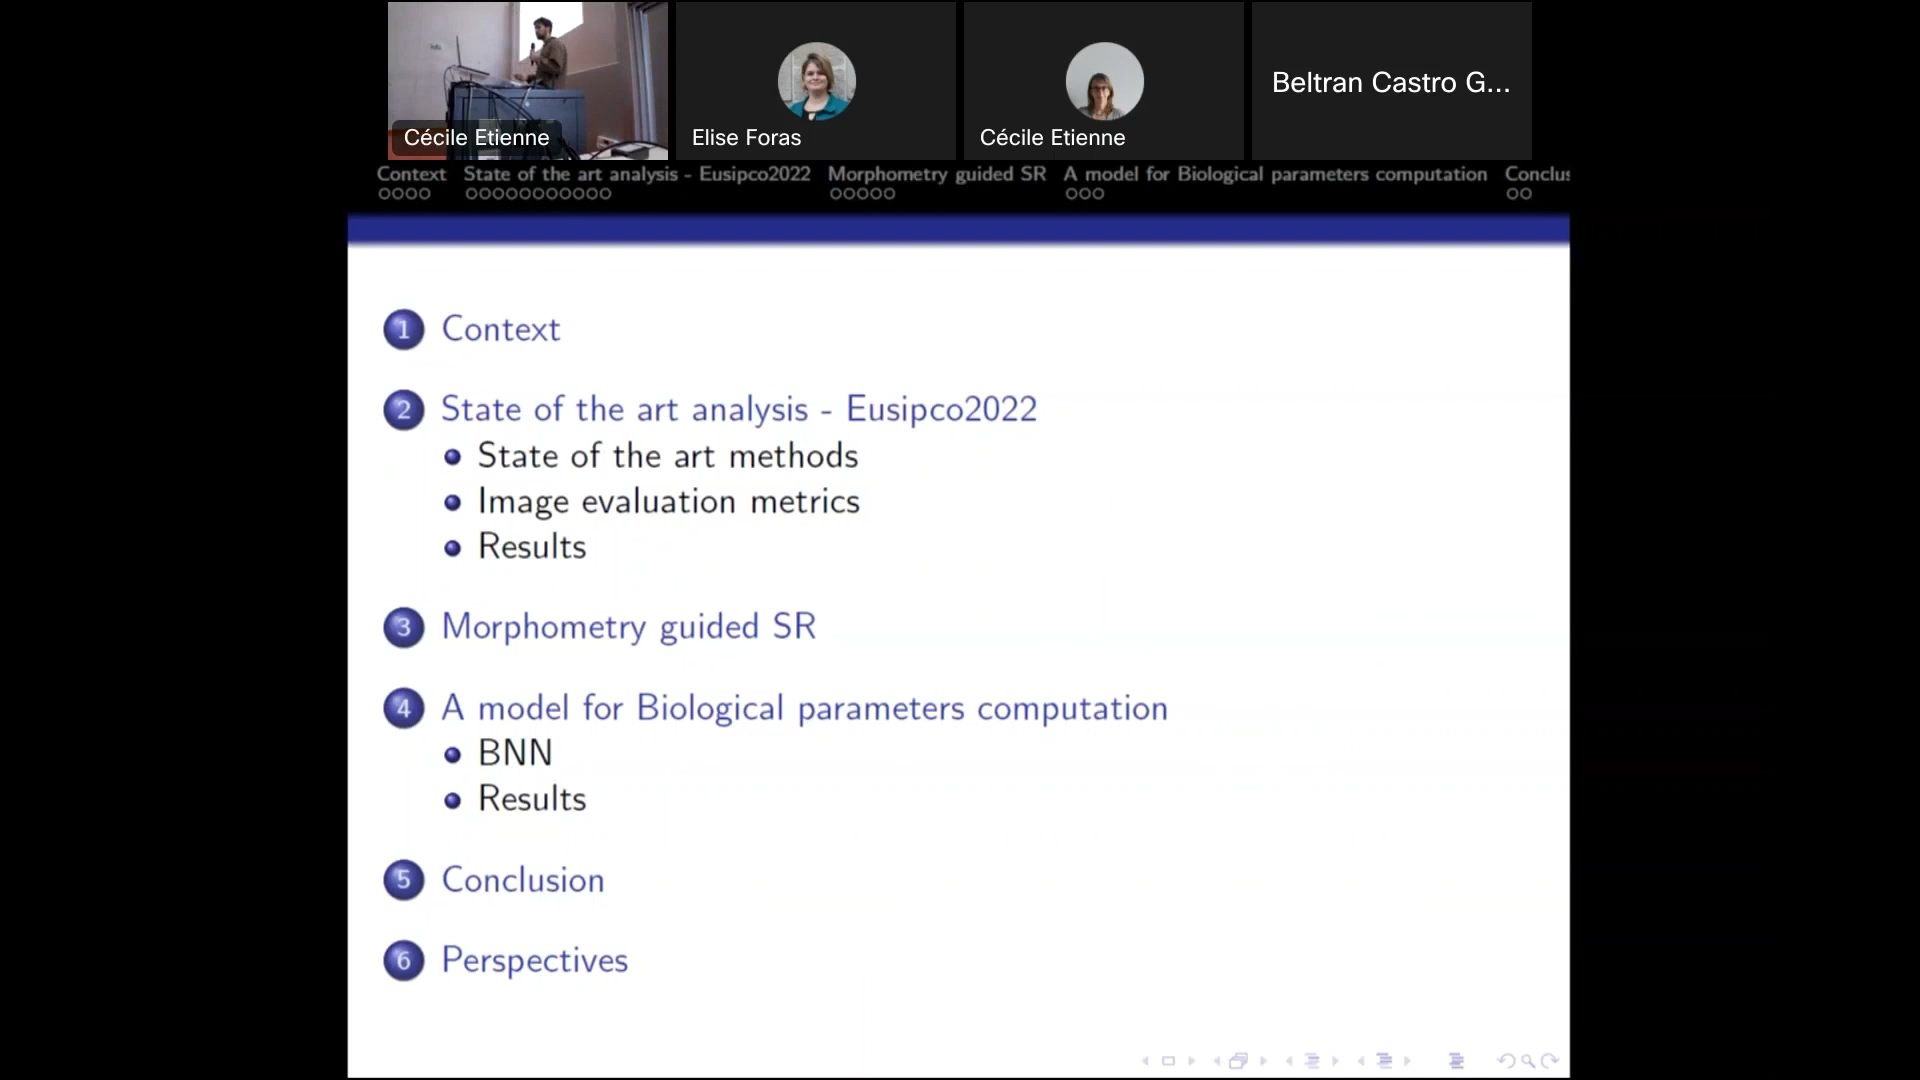 Cécile Etienne
Elise Foras
Cécile Etienne
Beltran Castro G...
Context State of the art analysis - Eusipco2022 Morphometry guided SR A model for Biological parameters computation Conclus
1 Context
2 State of the art analysis - Eusipco2022
State of the art methods
Image evaluation metrics
Results
3 Morphometry guided SR
4 A model for Biological parameters computation
BNN
Results
5 Conclusion
6 Perspectives